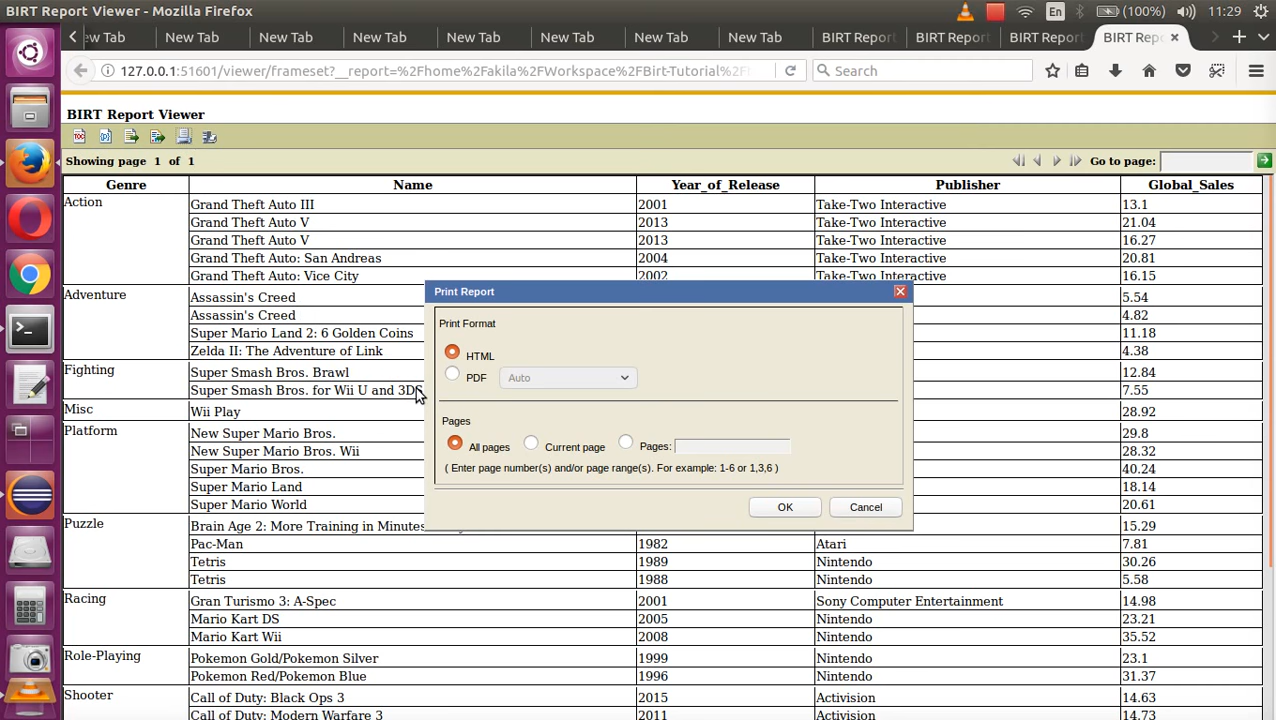 BIRT Report Viewer - Mozilla Firefox
En
(100%)
11:29
ew Tab
New Tab
New Tab
New Tab
New Tab
New Tab
New Tab
New Tab
BIRT Report
BIRT Report
BIRT Report
BIRT Rep
127.0.0.1:51601/viewer/frameset?__report=%2Fhome%2Fakila%2FWorkspace%2FBirt-Tutorial%2F
Search
BIRT Report Viewer
TOC
Showing page 1 of 1
Go to page:
Genre Name Year_of_Release Publisher Global_Sales
Action Grand Theft Auto III 2001 Take-Two Interactive 13.1
Grand Theft Auto V 2013 Take-Two Interactive 21.04
Grand Theft Auto V 2013 Take-Two Interactive 16.27
Grand Theft Auto: San Andreas 2004 Take-Two Interactive 20.81
Grand Theft Auto: Vice City 2002 Take-Two Interactive 16.15
Adventure Assassin's Creed 5.54
Assassin's Creed 4.82
Super Mario Land 2: 6 Golden Coins 11.18
Zelda II: The Adventure of Link 4.38
Fighting Super Smash Bros. Brawl 12.84
Super Smash Bros. for Wii U and 3DS 7.55
Misc Wii Play 28.92
Platform New Super Mario Bros. 29.8
New Super Mario Bros. Wii 28.32
Super Mario Bros. 40.24
Super Mario Land 18.14
Super Mario World 20.61
Puzzle Brain Age 2: More Training in Minutes 15.29
Pac-Man 1982 Atari 7.81
Tetris 1989 Nintendo 30.26
Tetris 1988 Nintendo 5.58
Racing Gran Turismo 3: A-Spec 2001 Sony Computer Entertainment 14.98
Mario Kart DS 2005 Nintendo 23.21
Mario Kart Wii 2008 Nintendo 35.52
Role-Playing Pokemon Gold/Pokemon Silver 1999 Nintendo 23.1
Pokemon Red/Pokemon Blue 1996 Nintendo 31.37
Shooter Call of Duty: Black Ops 3 2015 Activision 14.63
Call of Duty: Modern Warfare 3 2011 Activision 14.73
Print Report
Print Format
HTML
PDF Auto
Pages
All pages Current page Pages:
( Enter page number(s) and/or page range(s). For example: 1-6 or 1,3,6 )
OK Cancel